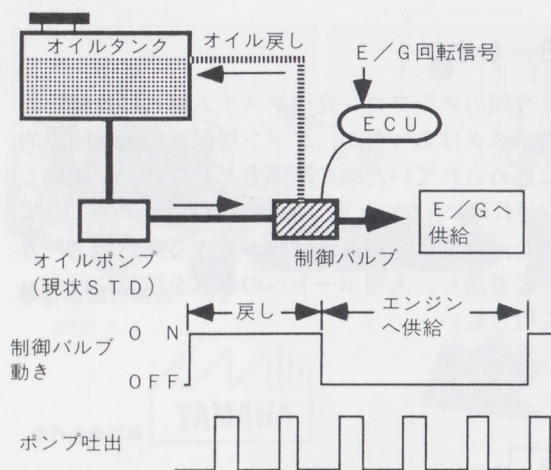 オイルタンク
オイル戻し
E/G回転信号
ECU
オイルポンプ
(現状STD)
制御バルブ
E/Gへ
供給
戻し
エンジン
へ供給
制御バルブ
動き
ON
OFF
ポンプ吐出